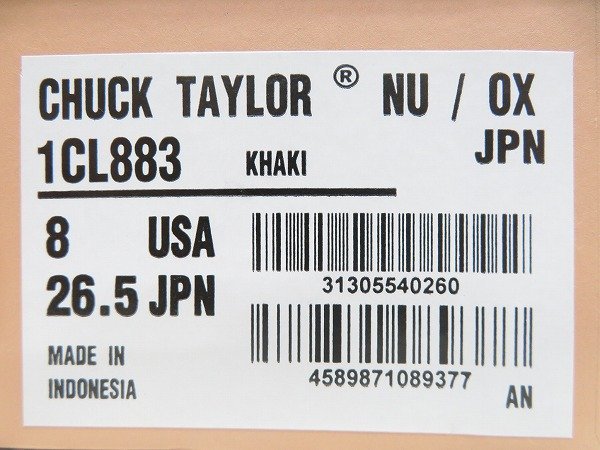 CHUCK TAYLOR ® NU / OX
1CL883 KHAKI JPN
8 USA
31305540260
26.5 JPN
4589871089377
MADE IN
INDONESIA
AN